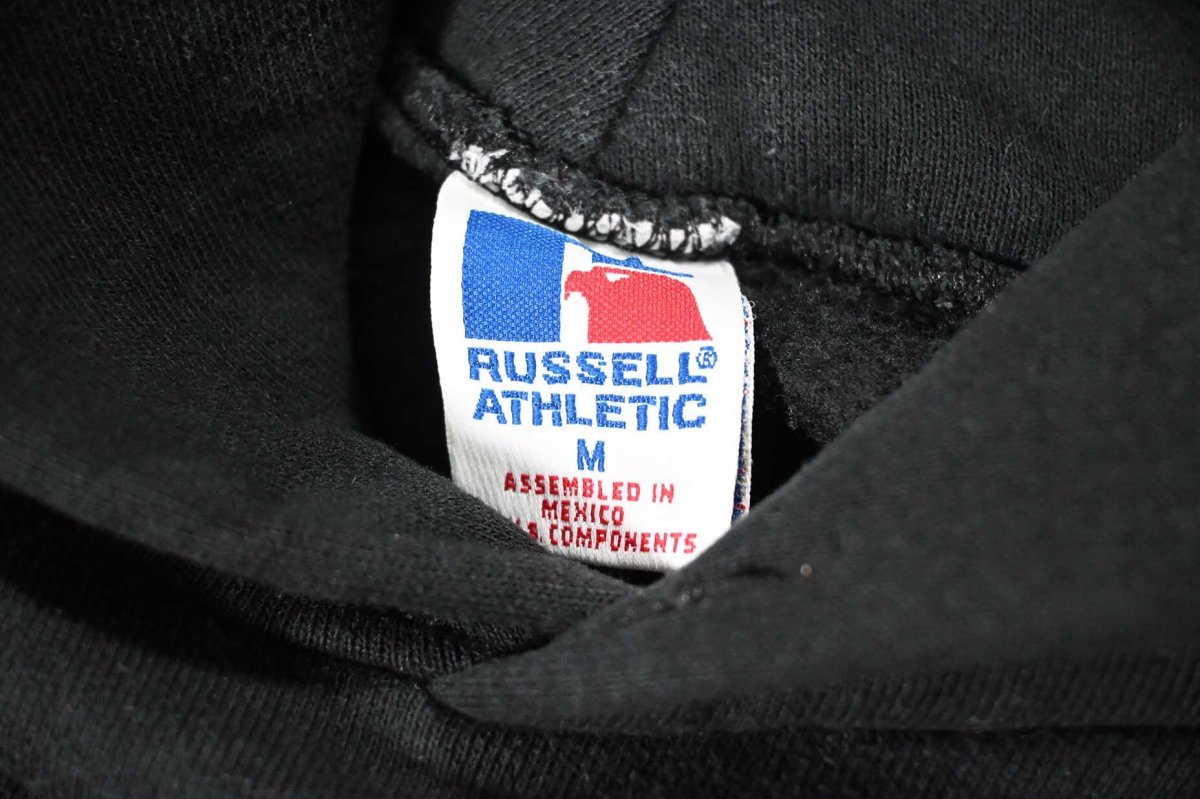 RUSSELL®
ATHLETIC
M
ASSEMBLED IN
MEXICO
COMPONENTS